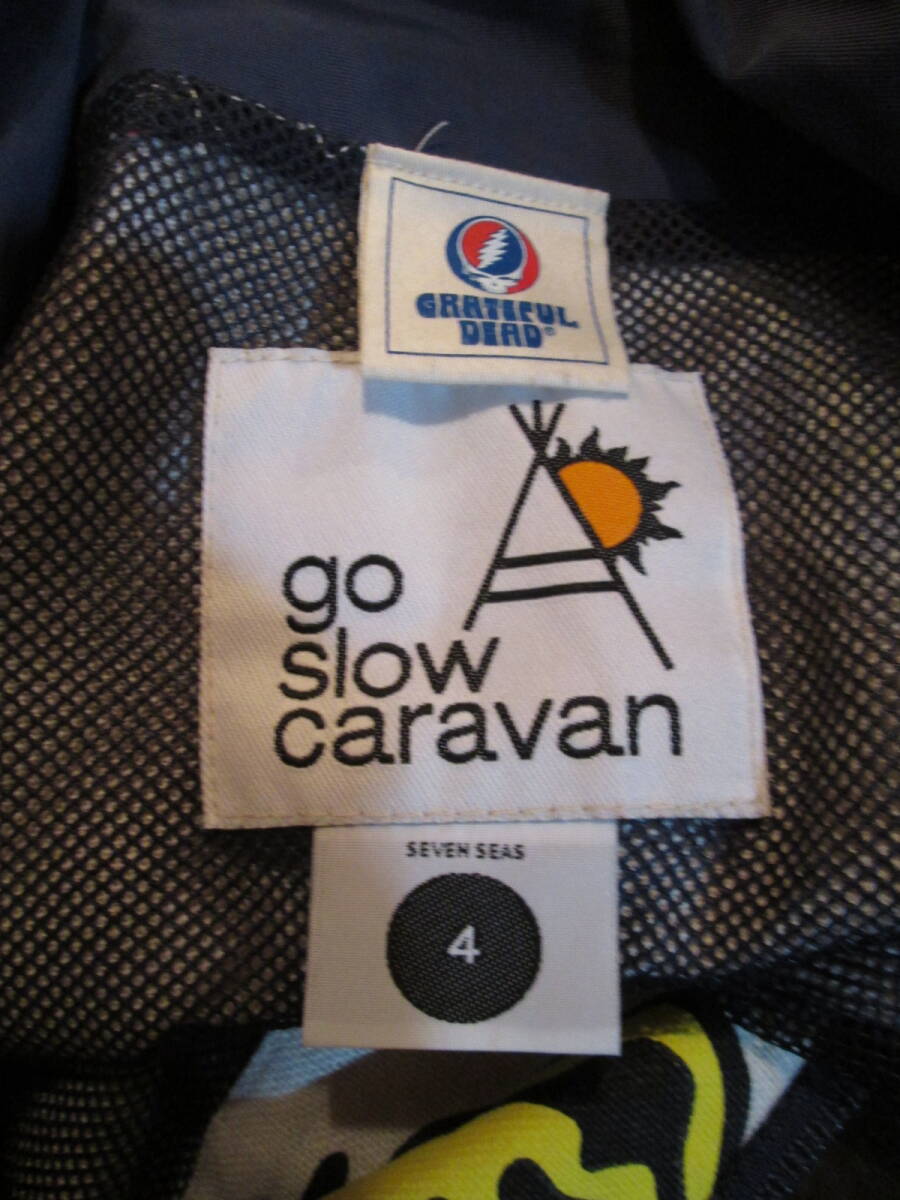 GRATEFUL
DEAD®
go
slow
caravan
SEVEN SEAS
4